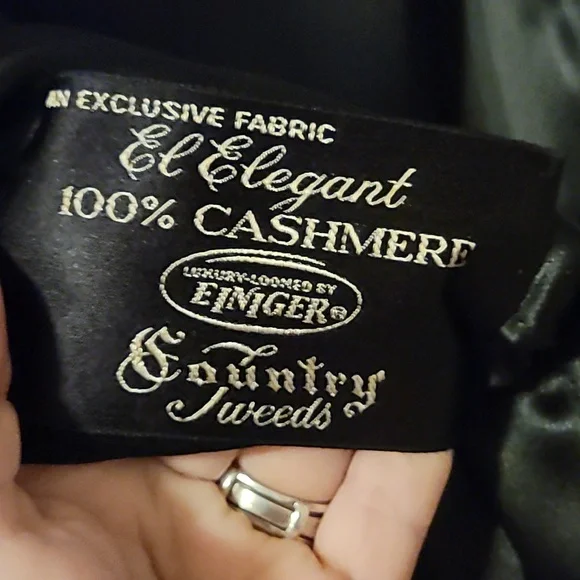 AN EXCLUSIVE FABRIC
El Elegant
100% CASHMERE
LUXURY-LOOMED BY
EINIGER®
Country
Tweeds